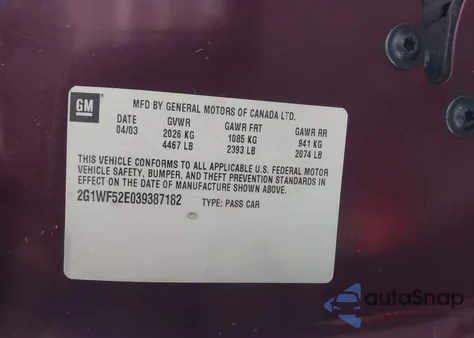 GM
MFD BY GENERAL MOTORS OF CANADA LTD.
DATE GVWR GAWR FRT GAWR RR
04/03 2026 KG 1085 KG 941 KG
4467 LB 2393 LB 2074 LB
THIS VEHICLE CONFORMS TO ALL APPLICABLE U.S. FEDERAL MOTOR
VEHICLE SAFETY, BUMPER, AND THEFT PREVENTION STANDARDS IN
EFFECT ON THE DATE OF MANUFACTURE SHOWN ABOVE.
2G1WF52E039387182 TYPE: PASS CAR
autoSnap